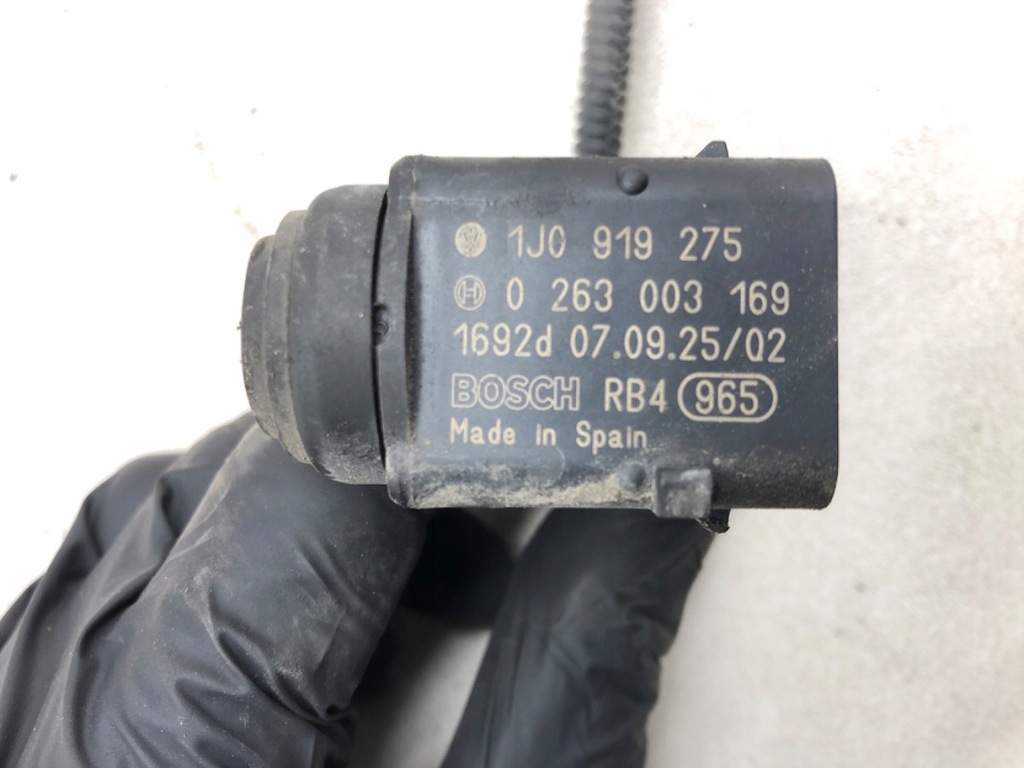 1J0 919 275
0 263 003 169
1692d 07.09.25/02
BOSCH RB4 965
Made in Spain